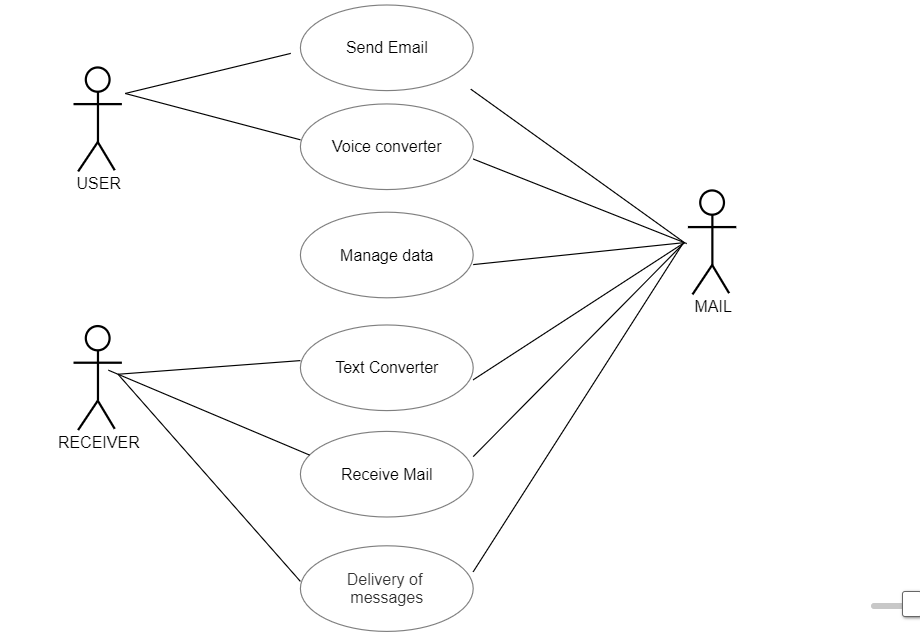 Send Email
Voice converter
USER
Manage data
MAIL
Text Converter
RECEIVER
Receive Mail
Delivery of
messages